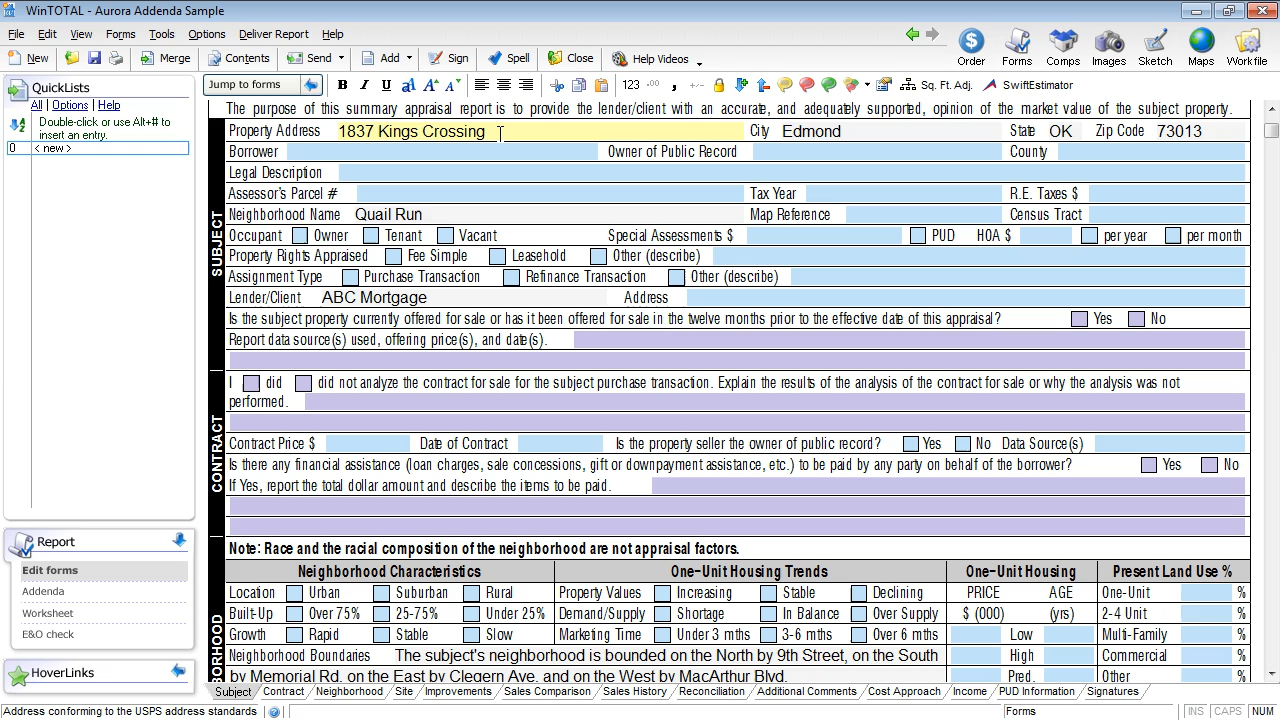 WinTOTAL - Aurora Addenda Sample
File Edit View Forms Tools Options Deliver Report Help
New Merge Contents Send Add Sign Spell Close Help Videos
Order Forms Comps Images Sketch Maps Workfile
QuickLists
All | Options | Help
Double-click or use Alt+# to
insert an entry.
0 < new >
Jump to forms B I U aA A A 123 .00 Sq. Ft. Adj. SwiftEstimator
The purpose of this summary appraisal report is to provide the lender/client with an accurate, and adequately supported, opinion of the market value of the subject property.
SUBJECT
Property Address 1837 Kings Crossing City Edmond State OK Zip Code 73013
Borrower Owner of Public Record County
Legal Description
Assessor's Parcel # Tax Year R.E. Taxes $
Neighborhood Name Quail Run Map Reference Census Tract
Occupant Owner Tenant Vacant Special Assessments $ PUD HOA $ per year per month
Property Rights Appraised Fee Simple Leasehold Other (describe)
Assignment Type Purchase Transaction Refinance Transaction Other (describe)
Lender/Client ABC Mortgage Address
Is the subject property currently offered for sale or has it been offered for sale in the twelve months prior to the effective date of this appraisal? Yes No
Report data source(s) used, offering price(s), and date(s).
CONTRACT
I did did not analyze the contract for sale for the subject purchase transaction. Explain the results of the analysis of the contract for sale or why the analysis was not
performed.
Contract Price $ Date of Contract Is the property seller the owner of public record? Yes No Data Source(s)
Is there any financial assistance (loan charges, sale concessions, gift or downpayment assistance, etc.) to be paid by any party on behalf of the borrower? Yes No
If Yes, report the total dollar amount and describe the items to be paid.
Note: Race and the racial composition of the neighborhood are not appraisal factors.
BORHOOD
Neighborhood Characteristics One-Unit Housing Trends One-Unit Housing Present Land Use %
Location Urban Suburban Rural Property Values Increasing Stable Declining PRICE AGE One-Unit %
Built-Up Over 75% 25-75% Under 25% Demand/Supply Shortage In Balance Over Supply $ (000) (yrs) 2-4 Unit %
Growth Rapid Stable Slow Marketing Time Under 3 mths 3-6 mths Over 6 mths Low Multi-Family %
Neighborhood Boundaries The subject's neighborhood is bounded on the North by 9th Street, on the South High Commercial %
by Memorial Rd, on the East by Clegern Ave, and on the West by MacArthur Blvd. Pred. Other %
Report
Edit forms
Addenda
Worksheet
E&O check
HoverLinks
Subject Contract Neighborhood Site Improvements Sales Comparison Sales History Reconciliation Additional Comments Cost Approach Income PUD Information Signatures
Address conforming to the USPS address standards Forms INS CAPS NUM